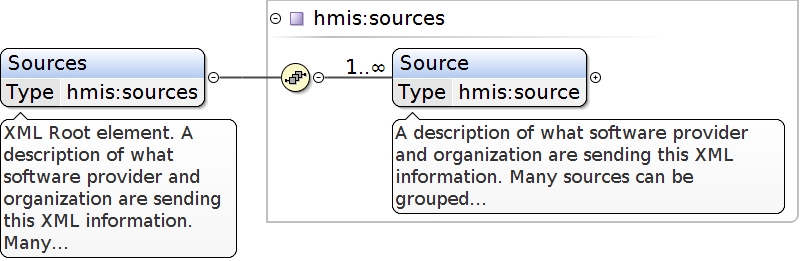 hmis:sources
Sources
Type hmis:sources
1..∞
Source
Type hmis:source
XML Root element. A
description of what
software provider and
organization are sending
this XML information.
Many...
A description of what software provider
and organization are sending this XML
information. Many sources can be
grouped...